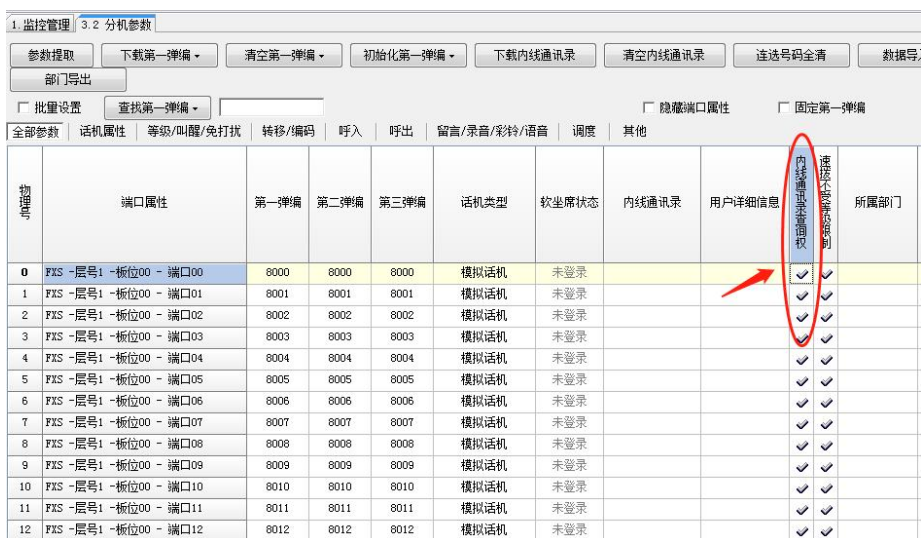 1.监控管理 3.2 分机参数
参数提取 下载第一弹编 清空第一弹编 初始化第一弹编 下载内线通讯录 清空内线通讯录 连选号码全清 数据导
部门导出
批量设置 查找第一弹编 隐藏端口属性 固定第一弹编
全部参数 话机属性 等级/叫醒/免打扰 转移/编码 呼入 呼出 留言/录音/彩铃/语音 调度 其他
物理号 端口属性 第一弹编 第二弹编 第三弹编 话机类型 软坐席状态 内线通讯录 用户详细信息 内线通讯录查询权 速拨不受等级限制 所属部门
0 FXS -层号1 -板位00 - 端口00 8000 8000 8000 模拟话机 未登录
1 FXS -层号1 -板位00 - 端口01 8001 8001 8001 模拟话机 未登录
2 FXS -层号1 -板位00 - 端口02 8002 8002 8002 模拟话机 未登录
3 FXS -层号1 -板位00 - 端口03 8003 8003 8003 模拟话机 未登录
4 FXS -层号1 -板位00 - 端口04 8004 8004 8004 模拟话机 未登录
5 FXS -层号1 -板位00 - 端口05 8005 8005 8005 模拟话机 未登录
6 FXS -层号1 -板位00 - 端口06 8006 8006 8006 模拟话机 未登录
7 FXS -层号1 -板位00 - 端口07 8007 8007 8007 模拟话机 未登录
8 FXS -层号1 -板位00 - 端口08 8008 8008 8008 模拟话机 未登录
9 FXS -层号1 -板位00 - 端口09 8009 8009 8009 模拟话机 未登录
10 FXS -层号1 -板位00 - 端口10 8010 8010 8010 模拟话机 未登录
11 FXS -层号1 -板位00 - 端口11 8011 8011 8011 模拟话机 未登录
12 FXS -层号1 -板位00 - 端口12 8012 8012 8012 模拟话机 未登录